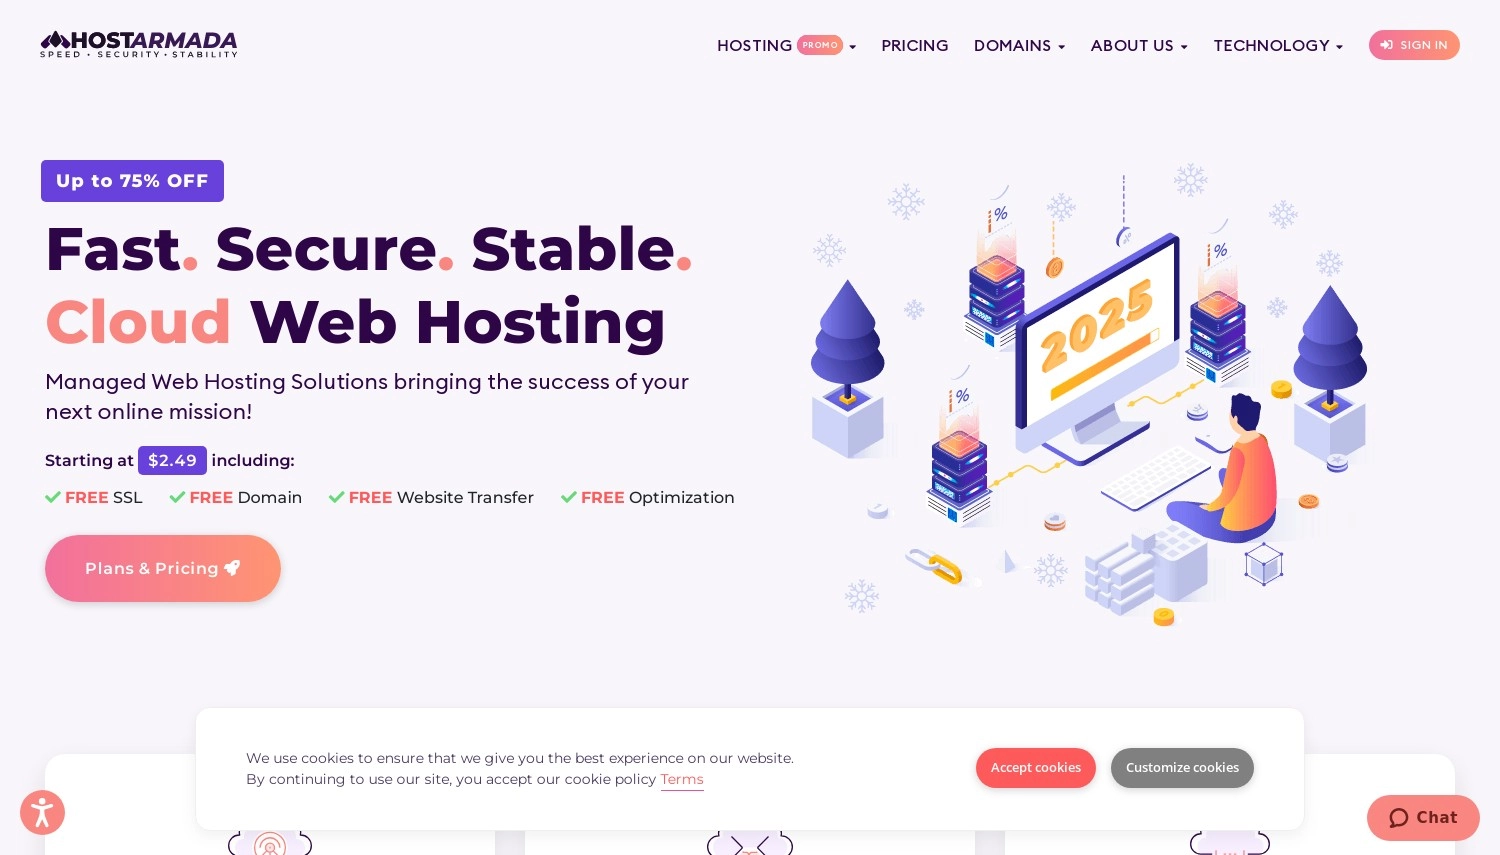 HOSTARMADA
SPEED · SECURITY · STABILITY
HOSTING PROMO
PRICING
DOMAINS
ABOUT US
TECHNOLOGY
SIGN IN
Up to 75% OFF
Fast. Secure. Stable.
Cloud Web Hosting
Managed Web Hosting Solutions bringing the success of your
next online mission!
Starting at $2.49 including:
FREE SSL FREE Domain FREE Website Transfer FREE Optimization
Plans & Pricing
%
%
%
2025
We use cookies to ensure that we give you the best experience on our website.
By continuing to use our site, you accept our cookie policy Terms
Accept cookies
Customize cookies
Chat